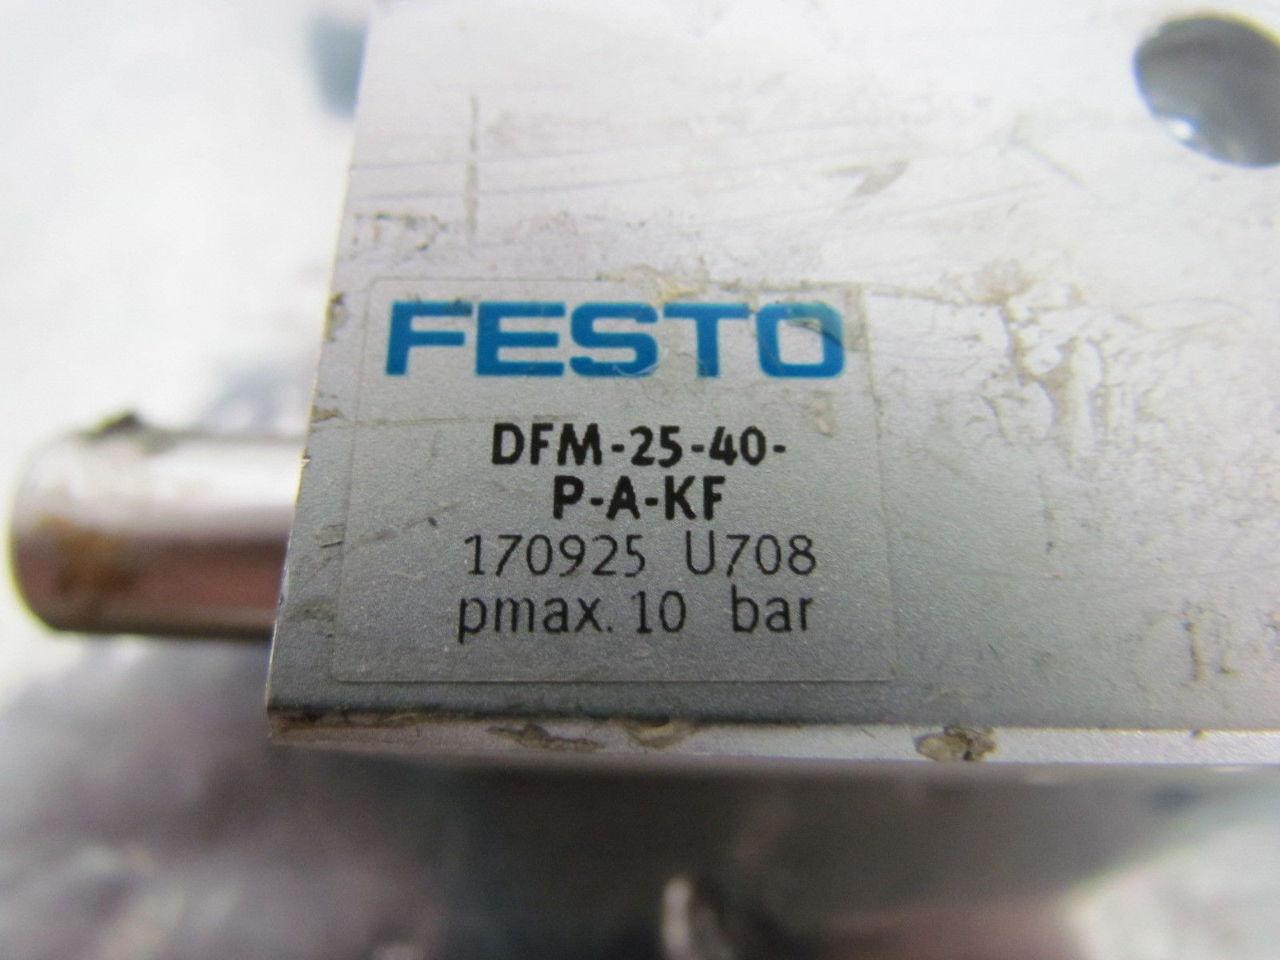 FESTO
DFM-25-40-
P-A-KF
170925 U708
pmax. 10 bar